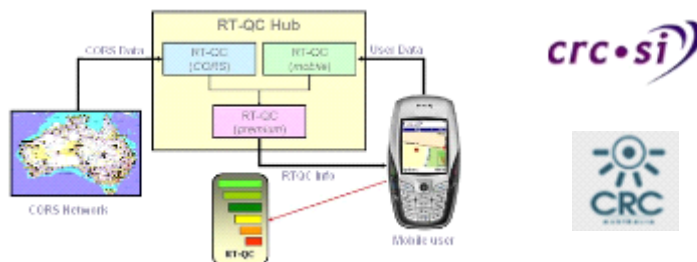 RT-QC Hub
CORS Data
RT-QC
(CORS)
RT-QC
(mobile)
User Data
RT-QC
(premium)
RTQC Info
CORS Network
RT-QC
Mobile user
crc•si
CRC